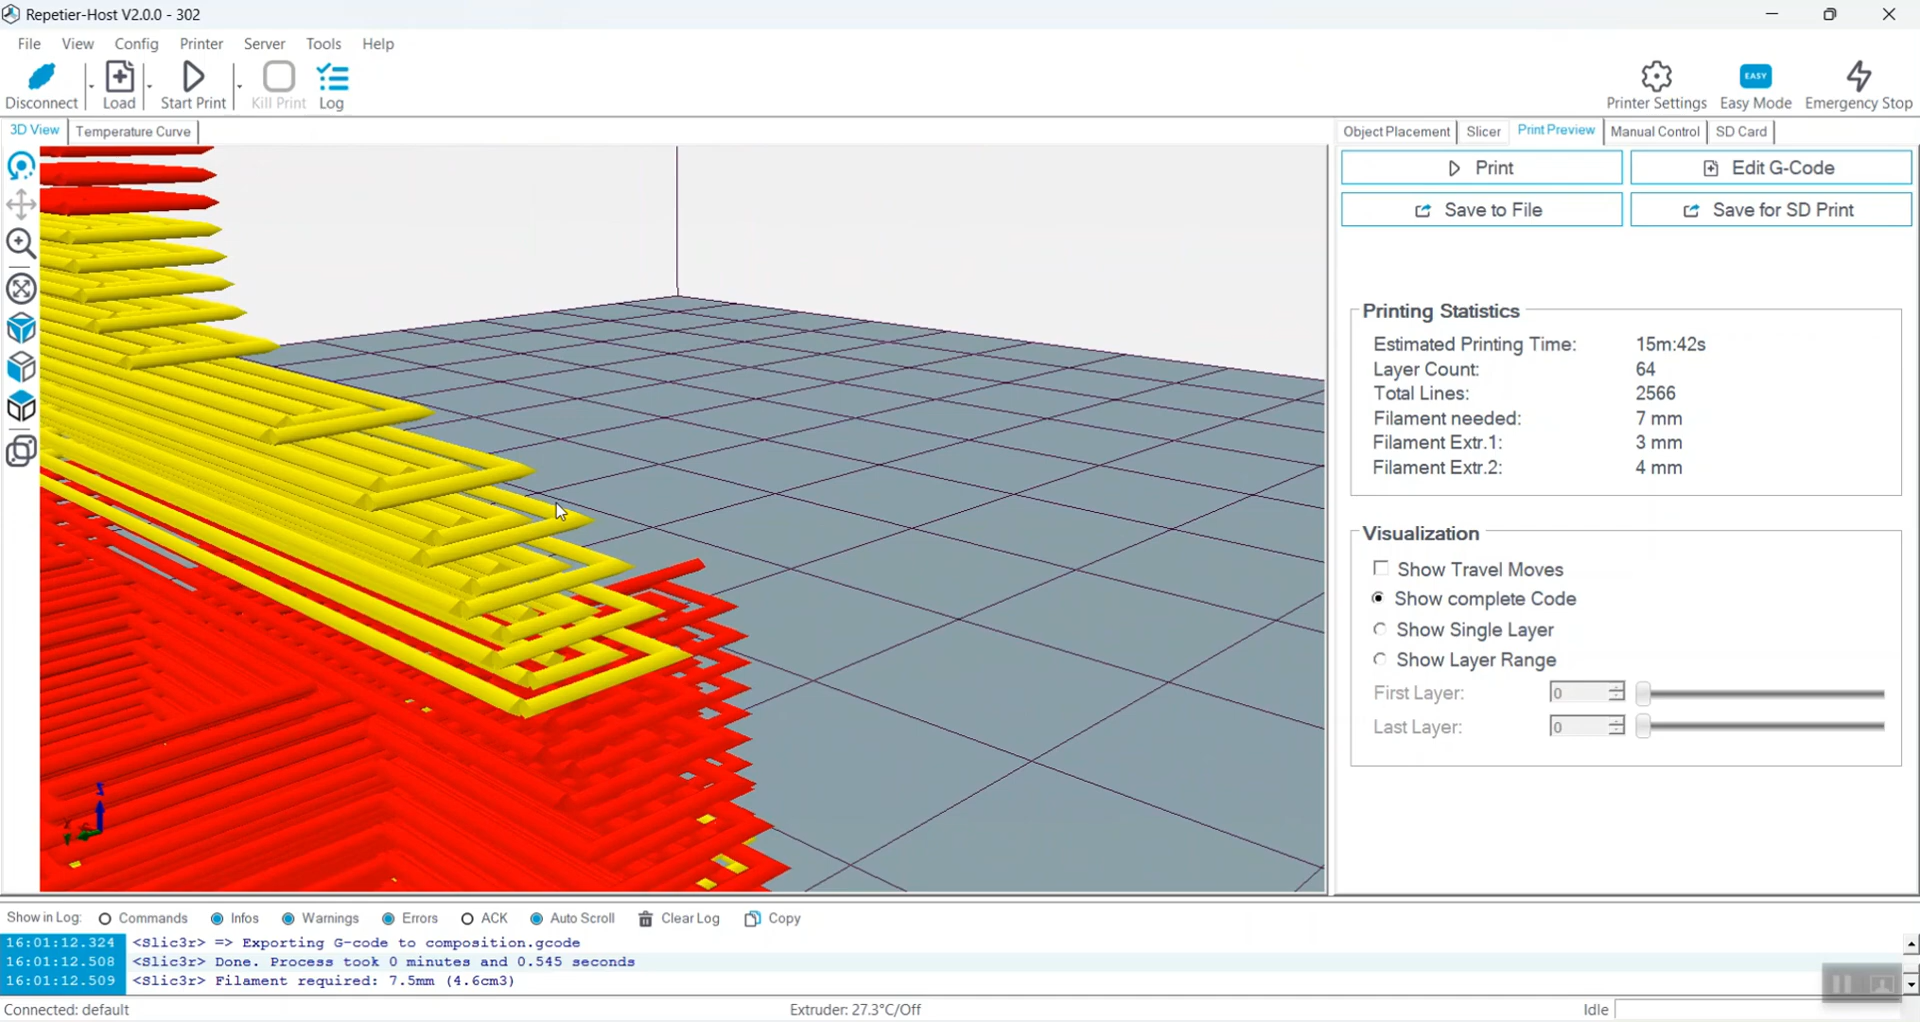 Repetier-Host V2.0.0 - 302
File View Config Printer Server Tools Help
Disconnect Load Start Print Kill Print Log
Printer Settings EASY Easy Mode Emergency Stop
3D View Temperature Curve
Object Placement Slicer Print Preview Manual Control SD Card
Print Edit G-Code
Save to File Save for SD Print
Printing Statistics
Estimated Printing Time: 15m:42s
Layer Count: 64
Total Lines: 2566
Filament needed: 7 mm
Filament Extr.1: 3 mm
Filament Extr.2: 4 mm
Visualization
Show Travel Moves
Show complete Code
Show Single Layer
Show Layer Range
First Layer: 0
Last Layer: 0
Z
Show in Log: Commands Infos Warnings Errors ACK Auto Scroll Clear Log Copy
16:01:12.324 <Slic3r> => Exporting G-code to composition.gcode
16:01:12.508 <Slic3r> Done. Process took 0 minutes and 0.545 seconds
16:01:12.509 <Slic3r> Filament required: 7.5mm (4.6cm3)
Connected: default Extruder: 27.3°C/Off Idle